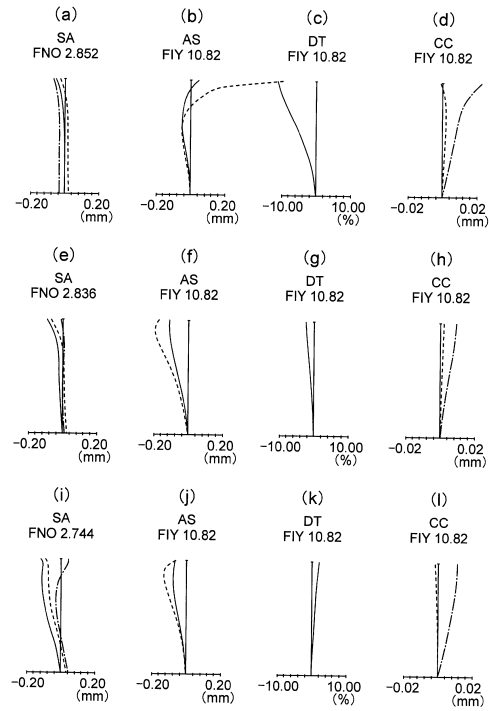 (a) (b) (c) (d)
SA AS DT CC
FNO 2.852 FIY 10.82 FIY 10.82 FIY 10.82
-0.20 0.20 -0.20 0.20 -10.00 10.00 -0.02 0.02
(mm) (mm) (%) (mm)
(e) (f) (g) (h)
SA AS DT CC
FNO 2.836 FIY 10.82 FIY 10.82 FIY 10.82
-0.20 0.20 -0.20 0.20 -10.00 10.00 -0.02 0.02
(mm) (mm) (%) (mm)
(i) (j) (k) (l)
SA AS DT CC
FNO 2.744 FIY 10.82 FIY 10.82 FIY 10.82
-0.20 0.20 -0.20 0.20 -10.00 10.00 -0.02 0.02
(mm) (mm) (%) (mm)